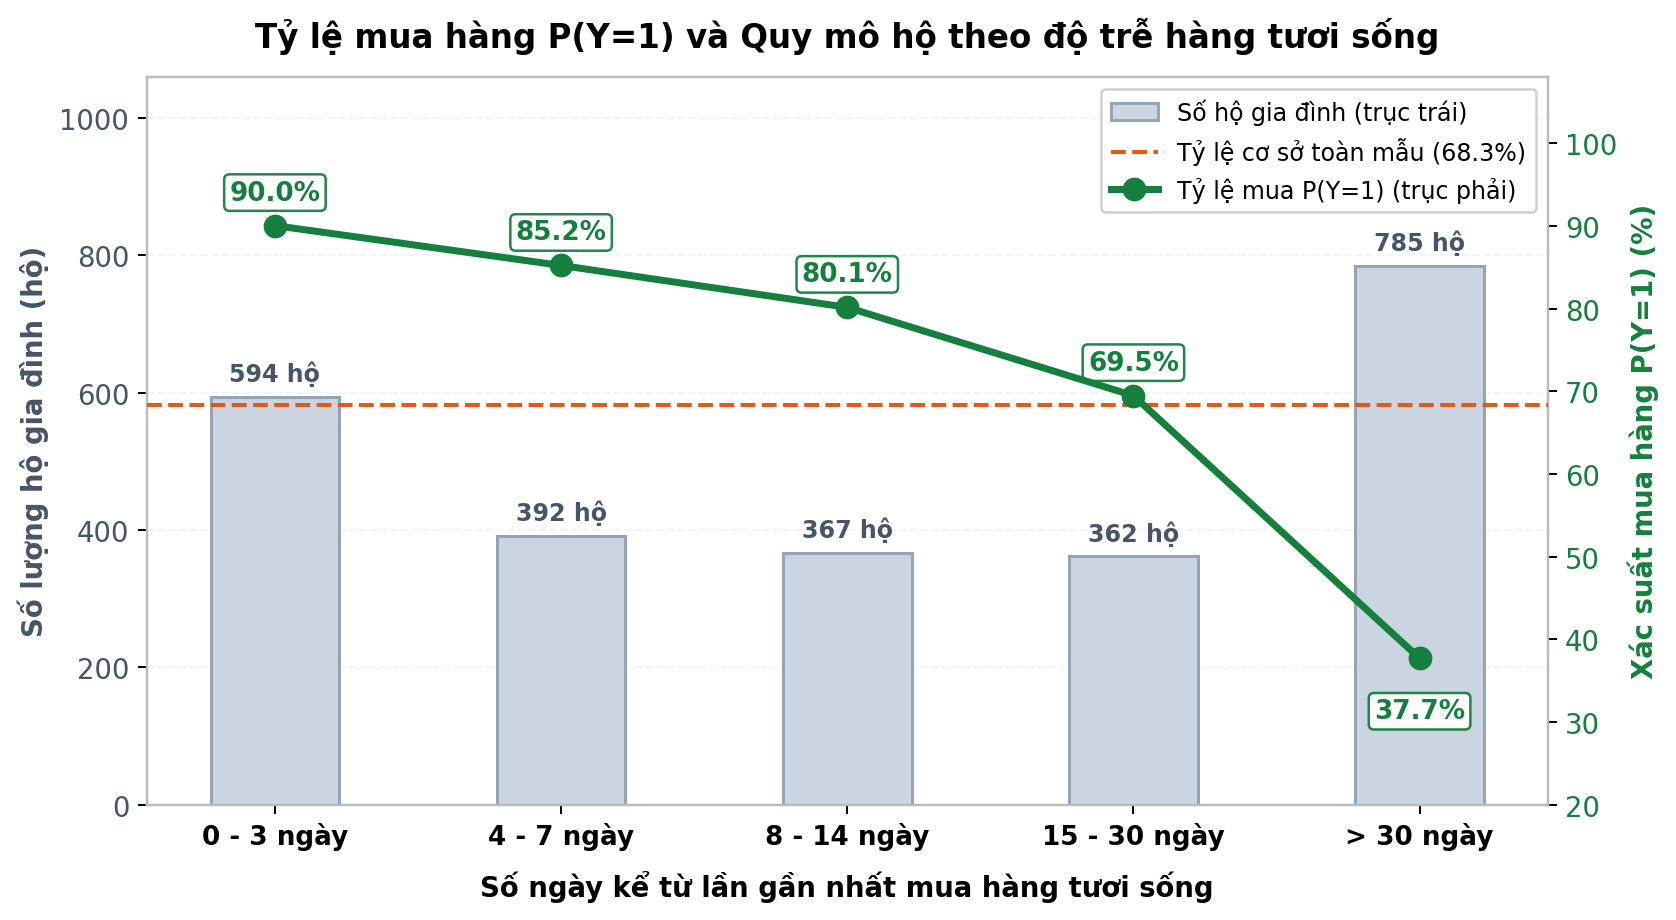 Tỷ lệ mua hàng P(Y=1) và Quy mô hộ theo độ trễ hàng tươi sống
Số lượng hộ gia đình (hộ)
1000
800
600
400
200
0
Số hộ gia đình (trục trái)
Tỷ lệ cơ sở toàn mẫu (68.3%)
Tỷ lệ mua P(Y=1) (trục phải)
90.0%
85.2%
80.1%
69.5%
37.7%
594 hộ
392 hộ
367 hộ
362 hộ
785 hộ
100
90
80
70
60
50
40
30
20
Xác suất mua hàng P(Y=1) (%)
0 - 3 ngày
4 - 7 ngày
8 - 14 ngày
15 - 30 ngày
> 30 ngày
Số ngày kể từ lần gần nhất mua hàng tươi sống